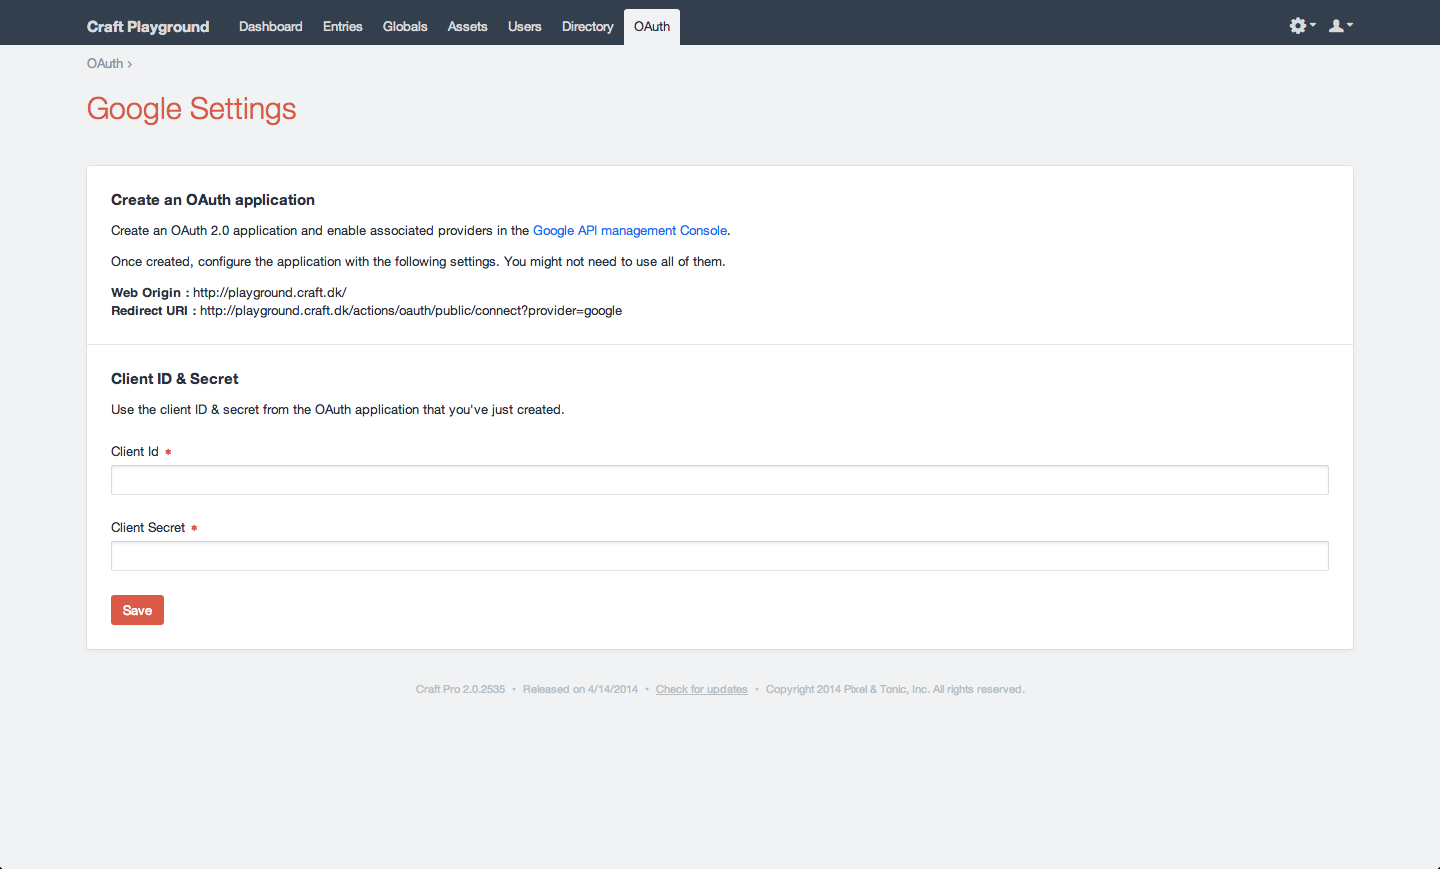 Craft Playground Dashboard Entries Globals Assets Users Directory OAuth
OAuth ›
Google Settings
Create an OAuth application
Create an OAuth 2.0 application and enable associated providers in the Google API management Console.
Once created, configure the application with the following settings. You might not need to use all of them.
Web Origin : http://playground.craft.dk/
Redirect URI : http://playground.craft.dk/actions/oauth/public/connect?provider=google
Client ID & Secret
Use the client ID & secret from the OAuth application that you've just created.
Client Id *
Client Secret *
Save
Craft Pro 2.0.2535 • Released on 4/14/2014 • Check for updates • Copyright 2014 Pixel & Tonic, Inc. All rights reserved.